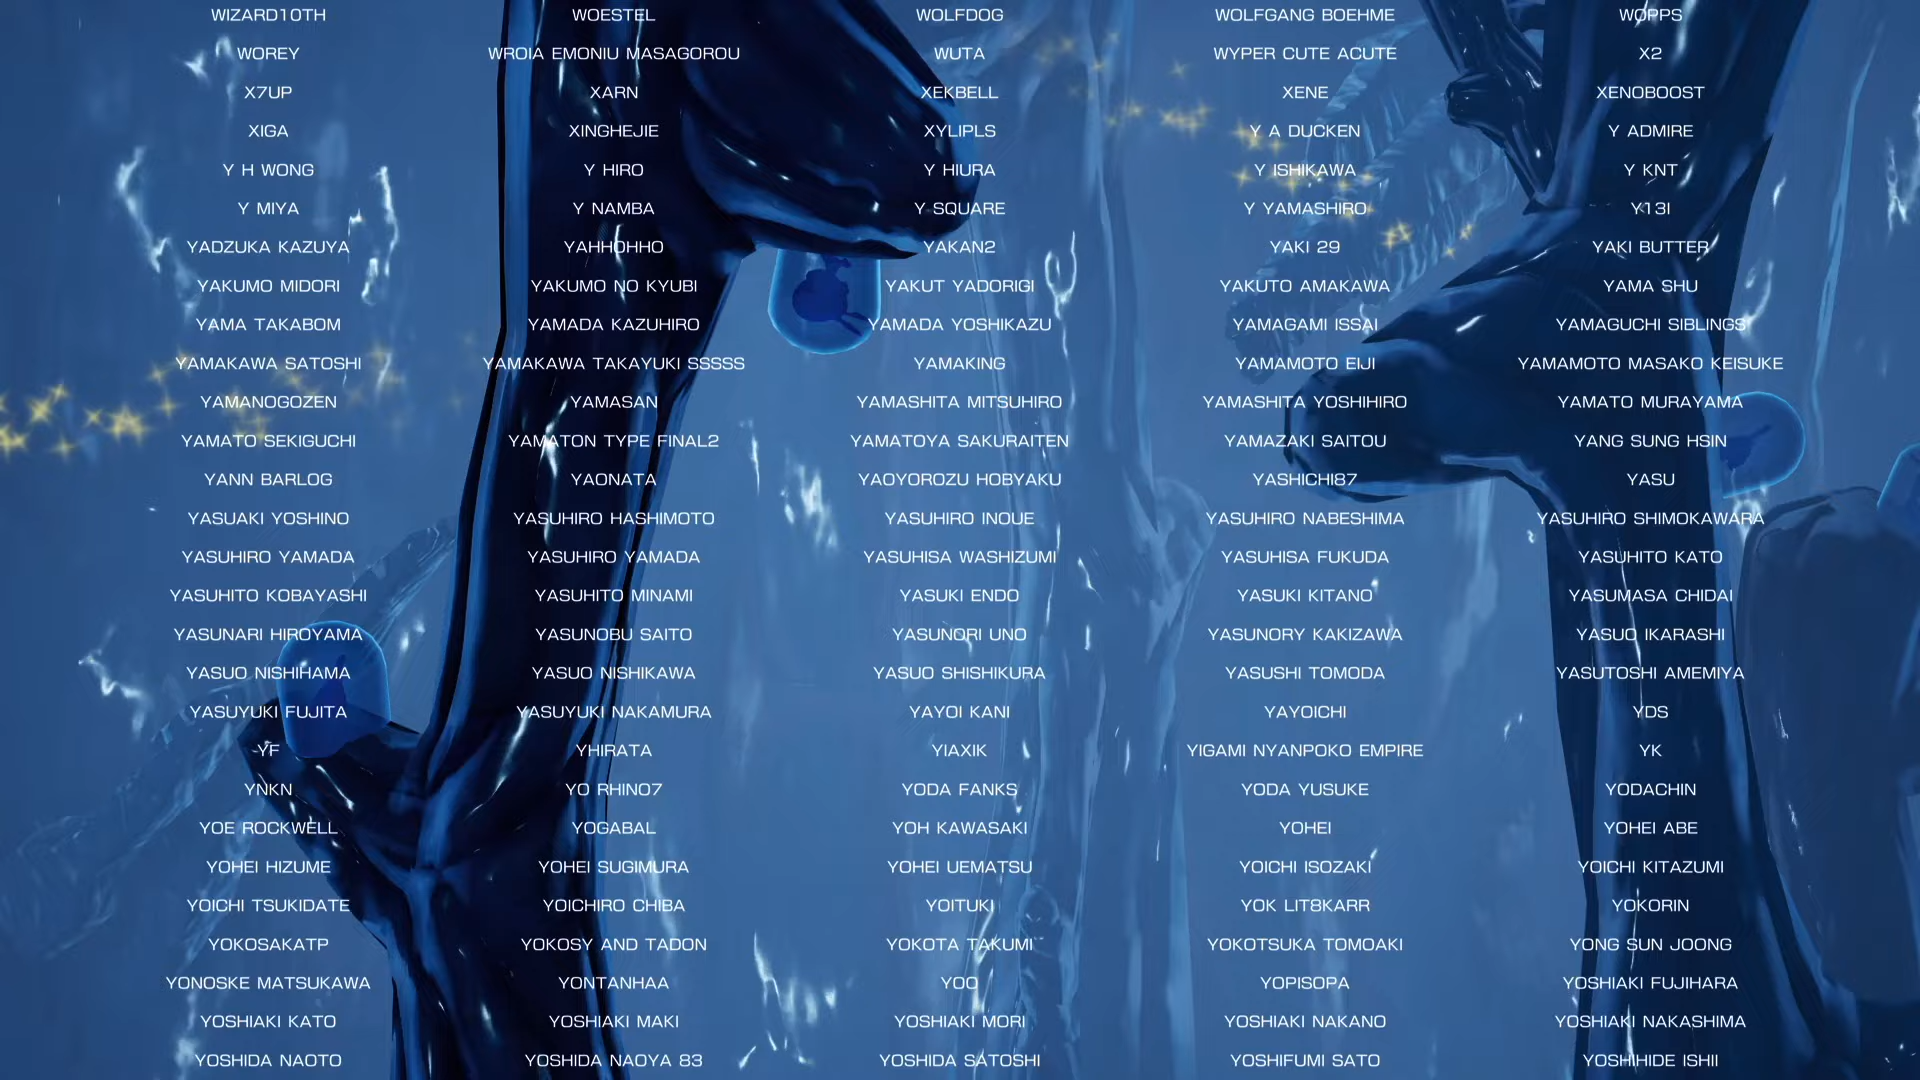 WIZARD10TH WOESTEL WOLFDOG WOLFGANG BOEHME WOPPS
WOREY WROIA EMONIU MASAGOROU WUTA WYPER CUTE ACUTE X2
X7UP XARN XEKBELL XENE XENOBOOST
XIGA XINGHEJIE XYLIPLS Y A DUCKEN Y ADMIRE
Y H WONG Y HIRO Y HIURA Y ISHIKAWA Y KNT
Y MIYA Y NAMBA Y SQUARE Y YAMASHIRO Y13I
YADZUKA KAZUYA YAHHOHHO YAKAN2 YAKI 29 YAKI BUTTER
YAKUMO MIDORI YAKUMO NO KYUBI YAKUT YADORIGI YAKUTO AMAKAWA YAMA SHU
YAMA TAKABOM YAMADA KAZUHIRO YAMADA YOSHIKAZU YAMAGAMI ISSAI YAMAGUCHI SIBLINGS
YAMAKAWA SATOSHI YAMAKAWA TAKAYUKI SSSSS YAMAKING YAMAMOTO EIJI YAMAMOTO MASAKO KEISUKE
YAMANOGOZEN YAMASAN YAMASHITA MITSUHIRO YAMASHITA YOSHIHIRO YAMATO MURAYAMA
YAMATO SEKIGUCHI YAMATON TYPE FINAL2 YAMATOYA SAKURAITEN YAMAZAKI SAITOU YANG SUNG HSIN
YANN BARLOG YAONATA YAOYOROZU HOBYAKU YASHICHI87 YASU
YASUAKI YOSHINO YASUHIRO HASHIMOTO YASUHIRO INOUE YASUHIRO NABESHIMA YASUHIRO SHIMOKAWARA
YASUHIRO YAMADA YASUHIRO YAMADA YASUHISA WASHIZUMI YASUHISA FUKUDA YASUHITO KATO
YASUHITO KOBAYASHI YASUHITO MINAMI YASUKI ENDO YASUKI KITANO YASUMASA CHIDAI
YASUNARI HIROYAMA YASUNOBU SAITO YASUNORI UNO YASUNORY KAKIZAWA YASUO IKARASHI
YASUO NISHIHAMA YASUO NISHIKAWA YASUO SHISHIKURA YASUSHI TOMODA YASUTOSHI AMEMIYA
YASUYUKI FUJITA YASUYUKI NAKAMURA YAYOI KANI YAYOICHI YDS
YF YHIRATA YIAXIK YIGAMI NYANPOKO EMPIRE YK
YNKN YO RHINO7 YODA FANKS YODA YUSUKE YODACHIN
YOE ROCKWELL YOGABAL YOH KAWASAKI YOHEI YOHEI ABE
YOHEI HIZUME YOHEI SUGIMURA YOHEI UEMATSU YOICHI ISOZAKI YOICHI KITAZUMI
YOICHI TSUKIDATE YOICHIRO CHIBA YOITUKI YOK LIT8KARR YOKORIN
YOKOSAKATP YOKOSY AND TADON YOKOTA TAKUMI YOKOTSUKA TOMOAKI YONG SUN JOONG
YONOSKE MATSUKAWA YONTANHAA YOO YOPISOPA YOSHIAKI FUJIHARA
YOSHIAKI KATO YOSHIAKI MAKI YOSHIAKI MORI YOSHIAKI NAKANO YOSHIAKI NAKASHIMA
YOSHIDA NAOTO YOSHIDA NAOYA 83 YOSHIDA SATOSHI YOSHIFUMI SATO YOSHIHIDE ISHII